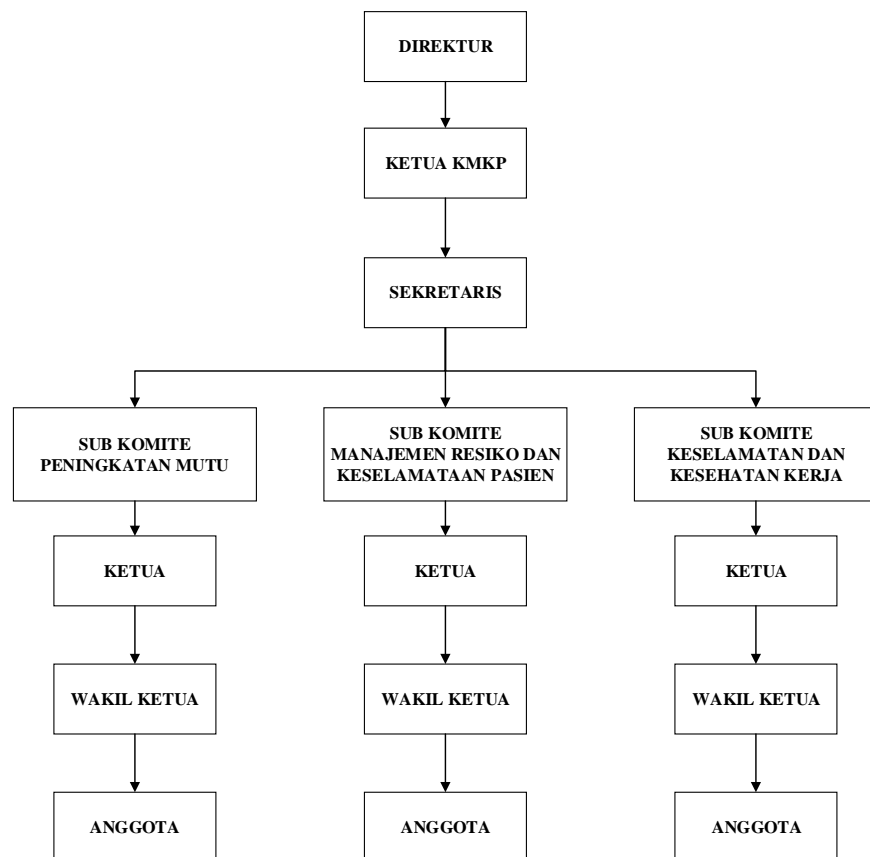 DIREKTUR
KETUA KMKP
SEKRETARIS
SUB KOMITE
PENINGKATAN MUTU
SUB KOMITE
MANAJEMEN RESIKO DAN
KESELAMATAAN PASIEN
SUB KOMITE
KESELAMATAN DAN
KESEHATAN KERJA
KETUA
KETUA
KETUA
WAKIL KETUA
WAKIL KETUA
WAKIL KETUA
ANGGOTA
ANGGOTA
ANGGOTA